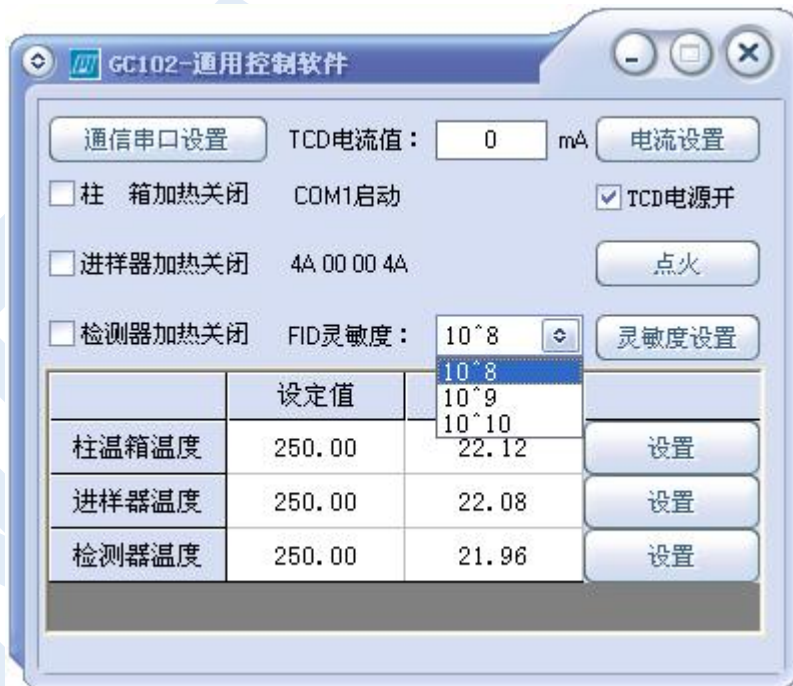 GC102-通用控制软件
通信串口设置 TCD电流值： 0 mA 电流设置
柱 箱加热关闭 COM1启动 TCD电源开
进样器加热关闭 4A 00 00 4A 点火
检测器加热关闭 FID灵敏度： 10^8 灵敏度设置
10^8
设定值 10^9
10^10
柱温箱温度 250.00 22.12 设置
进样器温度 250.00 22.08 设置
检测器温度 250.00 21.96 设置